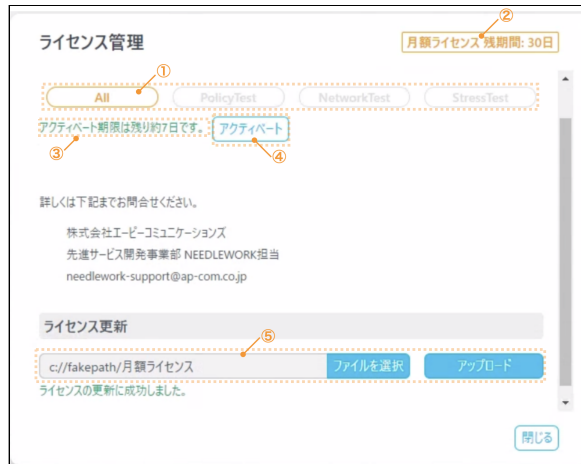 ②
ライセンス管理
月額ライセンス 残期間: 30日
①
All PolicyTest NetworkTest StressTest
アクティベート期限は残り約7日です。 アクティベート
③ ④
詳しくは下記までお問合せください。
株式会社エーピーコミュニケーションズ
先進サービス開発事業部 NEEDLEWORK担当
needlework-support@ap-com.co.jp
ライセンス更新
⑤
c://fakepath/月額ライセンス ファイルを選択 アップロード
ライセンスの更新に成功しました。
閉じる